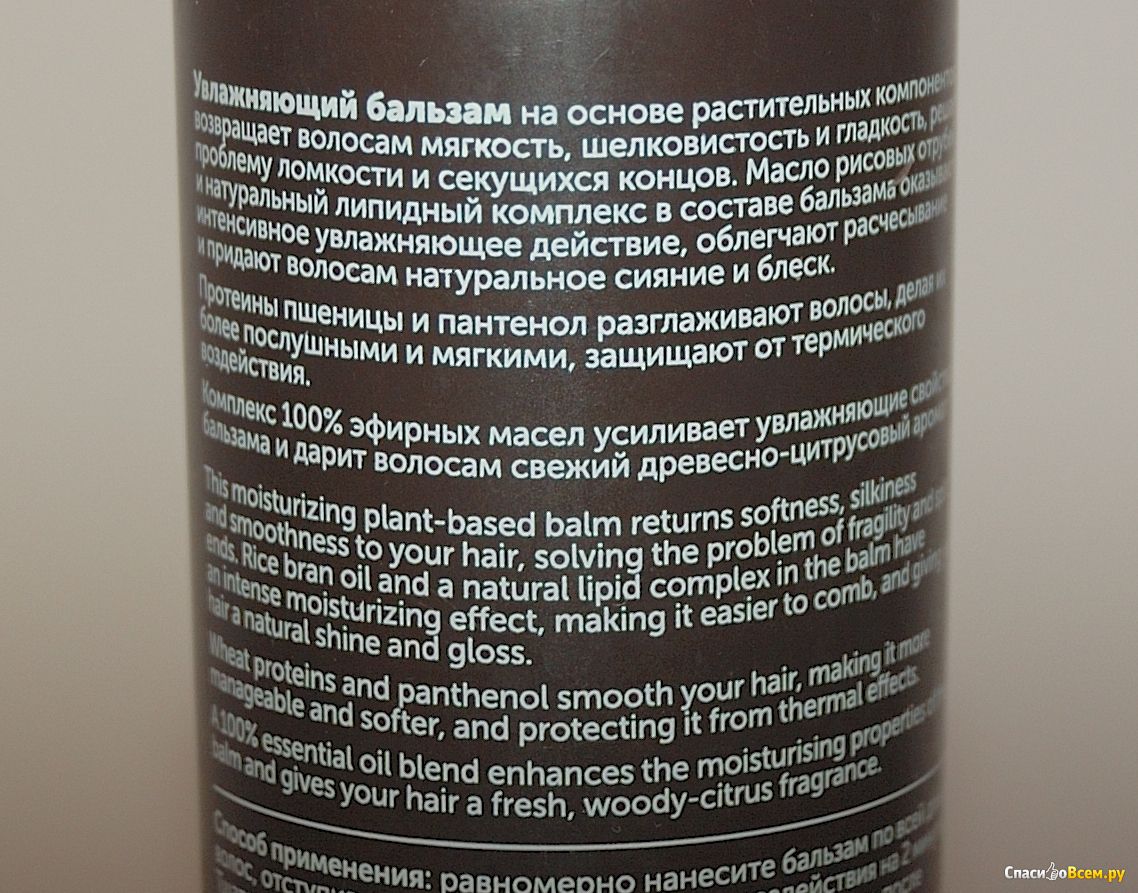 Увлажняющий бальзам на основе растительных
возвращает волосам мягкость, шелковистость и гладкость,
проблему ломкости и секущихся концов. Масло рисовых
и натуральный липидный комплекс в составе бальзама
интенсивное увлажняющее действие, облегчают расчесывание
и придают волосам натуральное сияние и блеск.
Протеины пшеницы и пантенол разглаживают волосы, делая их
более послушными и мягкими, защищают от термического
воздействия.
Комплекс 100% эфирных масел усиливает увлажняющие
бальзама и дарит волосам свежий древесно-цитрусовый
This moisturizing plant-based balm returns softness, silkiness
and smoothness to your hair, solving the problem of fragility and
ends. Rice bran oil and a natural lipid complex in the balm have
an intense moisturizing effect, making it easier to comb, and giving
hair a natural shine and gloss.
Wheat proteins and panthenol smooth your hair, making it more
manageable and softer, and protecting it from thermal effects.
A 100% essential oil blend enhances the moisturising properties of
balm and gives your hair a fresh, woody-citrus fragrance.
Способ применения: равномерно нанесите бальзам по всей
волос, на 2
СпасибоВсем.ру